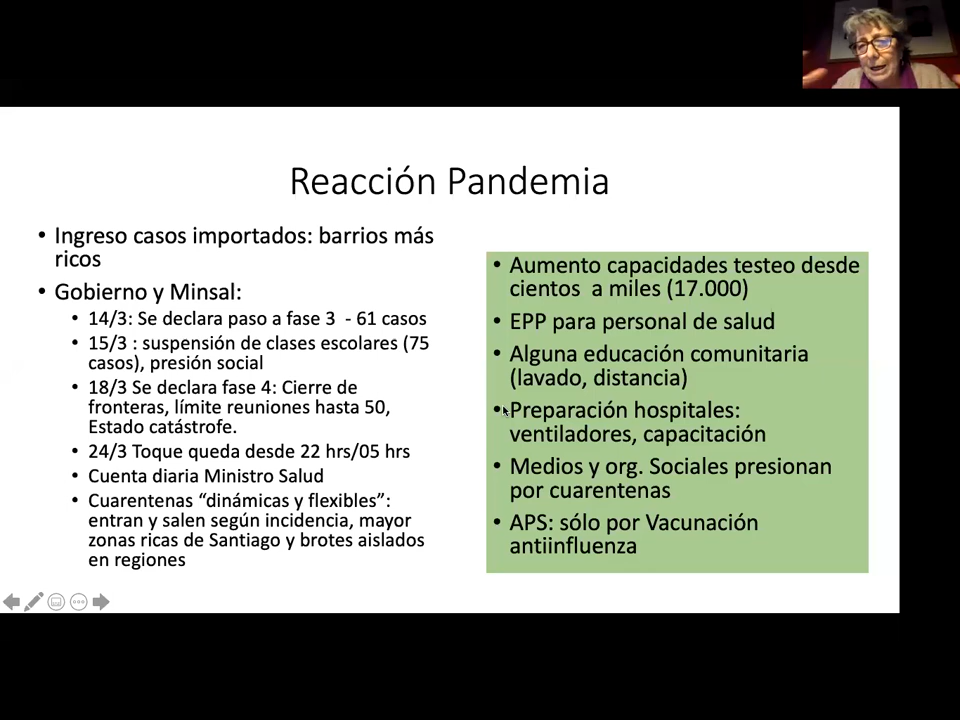 Reacción Pandemia
• Ingreso casos importados: barrios más
ricos
• Gobierno y Minsal:
• 14/3: Se declara paso a fase 3  - 61 casos
• 15/3 : suspensión de clases escolares (75
casos), presión social
• 18/3 Se declara fase 4: Cierre de
fronteras, límite reuniones hasta 50,
Estado catástrofe.
• 24/3 Toque queda desde 22 hrs/05 hrs
• Cuenta diaria Ministro Salud
• Cuarentenas “dinámicas y flexibles”:
entran y salen según incidencia, mayor
zonas ricas de Santiago y brotes aislados
en regiones
• Aumento capacidades testeo desde
cientos  a miles (17.000)
• EPP para personal de salud
• Alguna educación comunitaria
(lavado, distancia)
• Preparación hospitales:
ventiladores, capacitación
• Medios y org. Sociales presionan
por cuarentenas
• APS: sólo por Vacunación
antiinfluenza